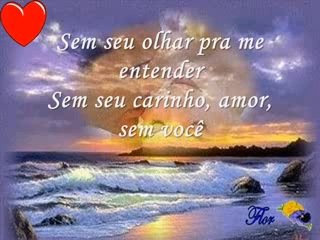 Sem seu olhar pra me
entender
Sem seu carinho, amor,
sem você
Flor